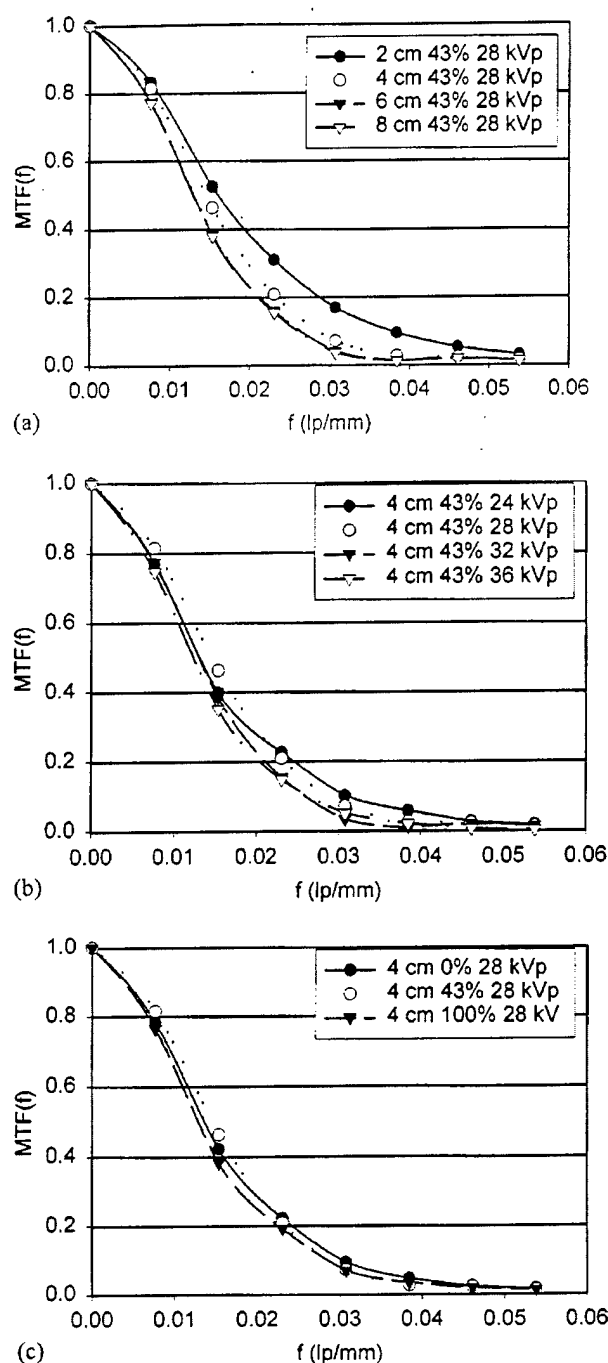 1.0
0.8
0.6
0.4
0.2
0.0
MTF(f)
2 cm 43% 28 kVp
4 cm 43% 28 kVp
6 cm 43% 28 kVp
8 cm 43% 28 kVp
0.00 0.01 0.02 0.03 0.04 0.05 0.06
f (lp/mm)
(a)
1.0
0.8
0.6
0.4
0.2
0.0
MTF(f)
4 cm 43% 24 kVp
4 cm 43% 28 kVp
4 cm 43% 32 kVp
4 cm 43% 36 kVp
0.00 0.01 0.02 0.03 0.04 0.05 0.06
f (lp/mm)
(b)
1.0
0.8
0.6
0.4
0.2
0.0
MTF(f)
4 cm 0% 28 kVp
4 cm 43% 28 kVp
4 cm 100% 28 kV
0.00 0.01 0.02 0.03 0.04 0.05 0.06
f (lp/mm)
(c)